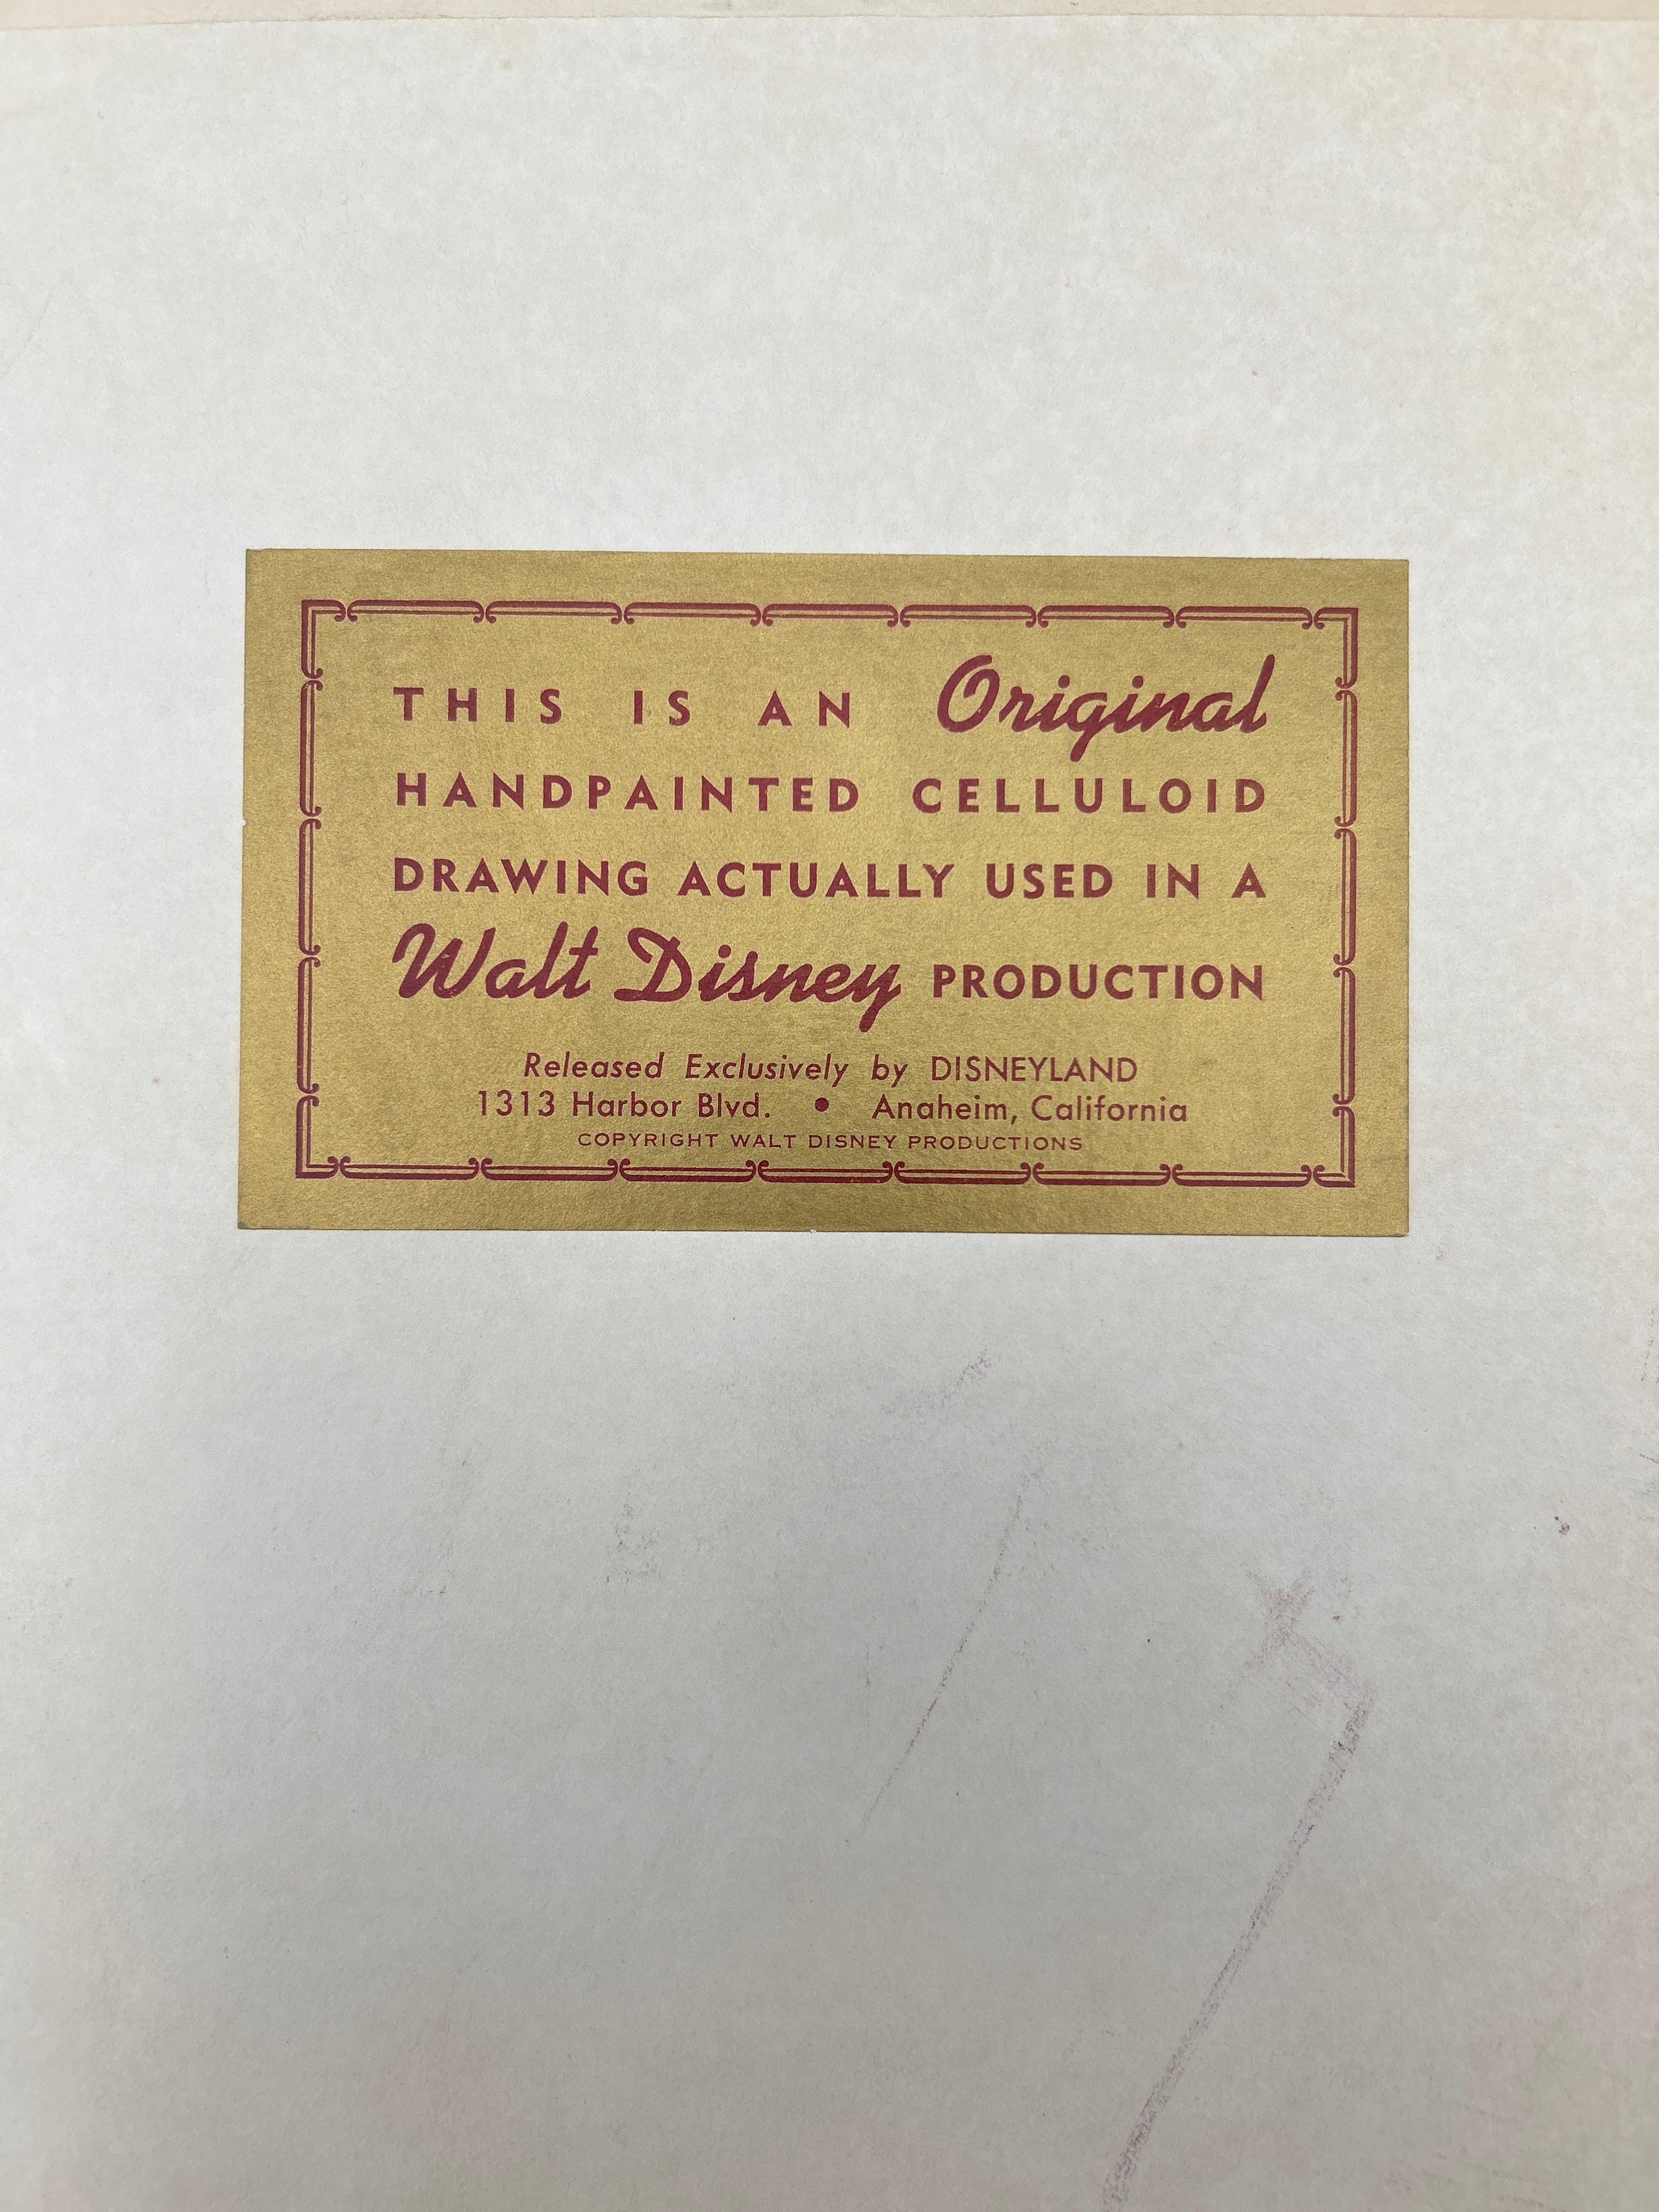 THIS IS AN Original
HANDPAINTED CELLULOID
DRAWING ACTUALLY USED IN A
Walt Disney PRODUCTION
Released Exclusively by DISNEYLAND
1313 Harbor Blvd. • Anaheim, California
COPYRIGHT WALT DISNEY PRODUCTIONS